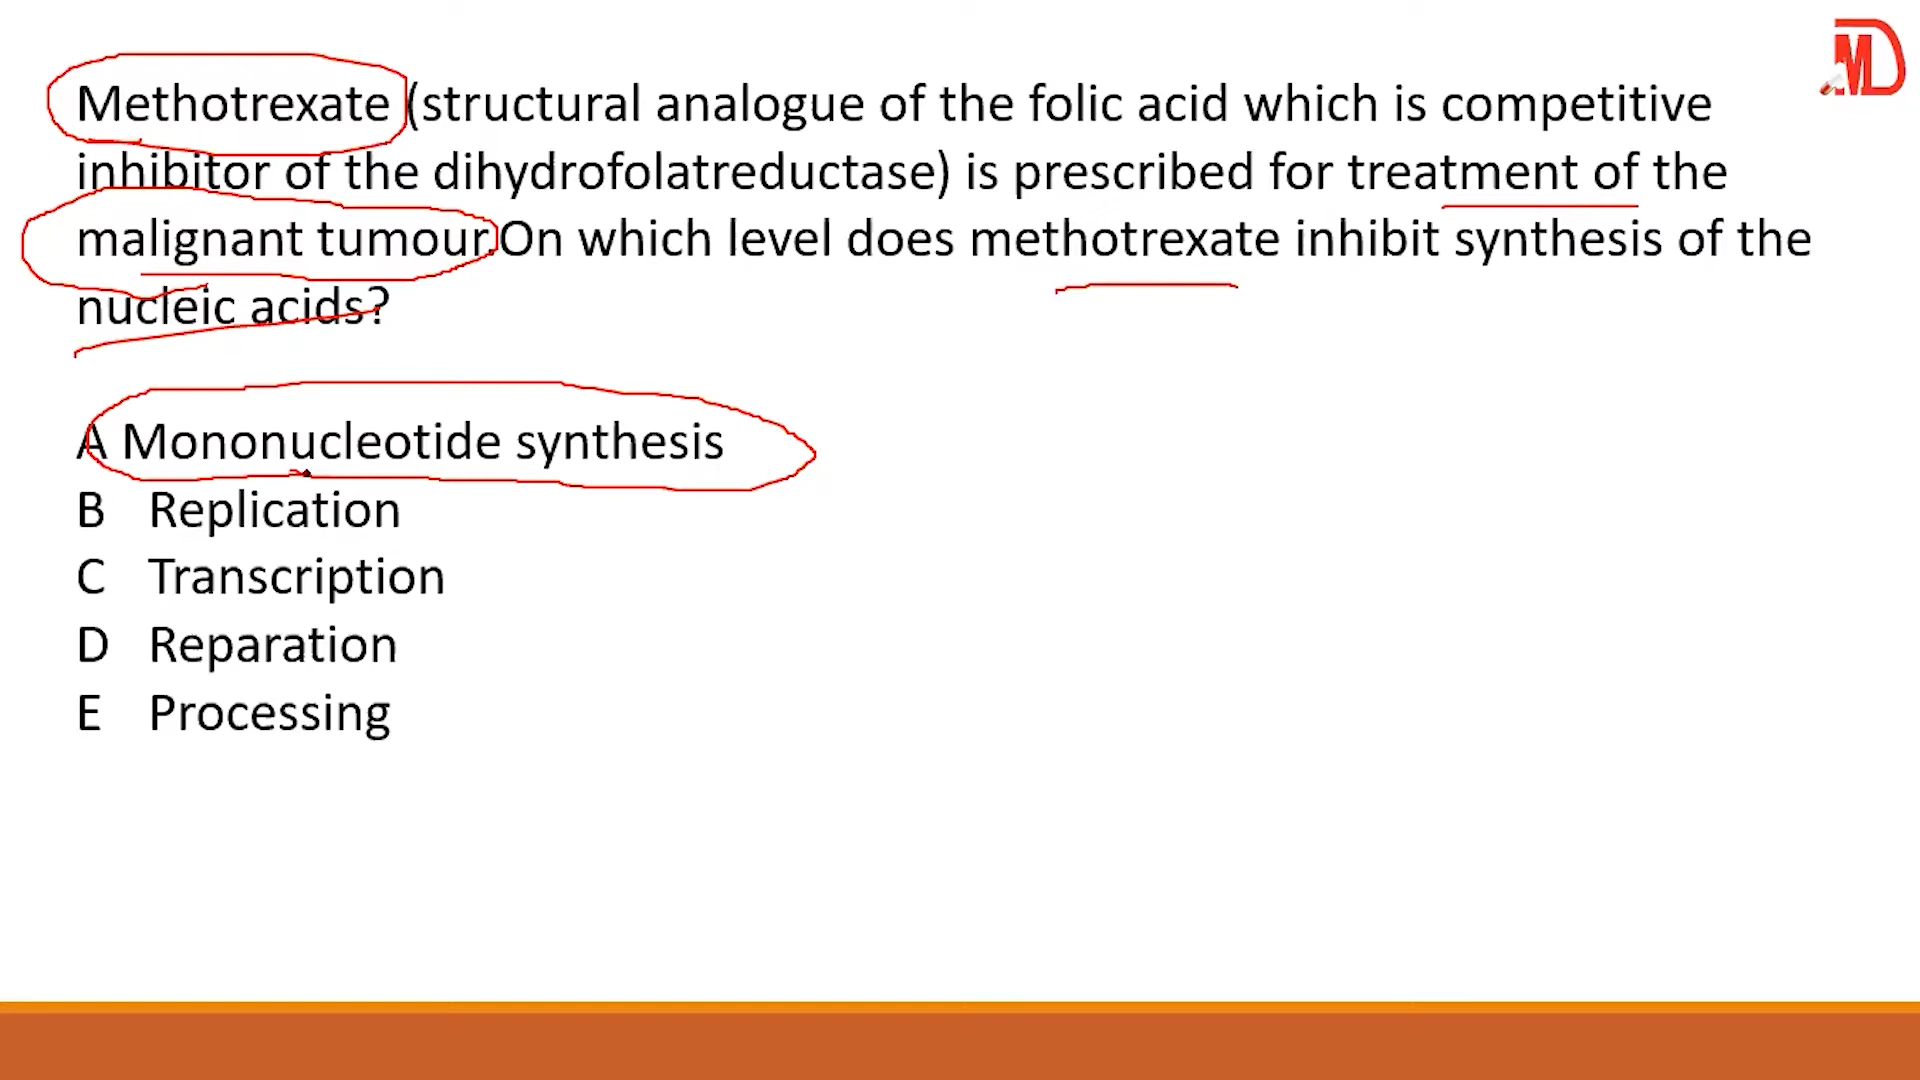 Methotrexate (structural analogue of the folic acid which is competitive
inhibitor of the dihydrofolatreductase) is prescribed for treatment of the
malignant tumour.On which level does methotrexate inhibit synthesis of the
nucleic acids?
A Mononucleotide synthesis
B Replication
C Transcription
D Reparation
E Processing
MD